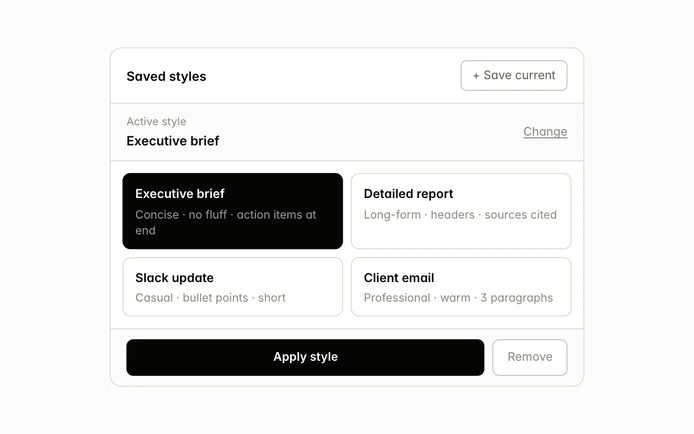 Saved styles
+ Save current
Active style
Executive brief
Change
Executive brief
Concise · no fluff · action items at
end
Detailed report
Long-form · headers · sources cited
Slack update
Casual · bullet points · short
Client email
Professional · warm · 3 paragraphs
Apply style
Remove